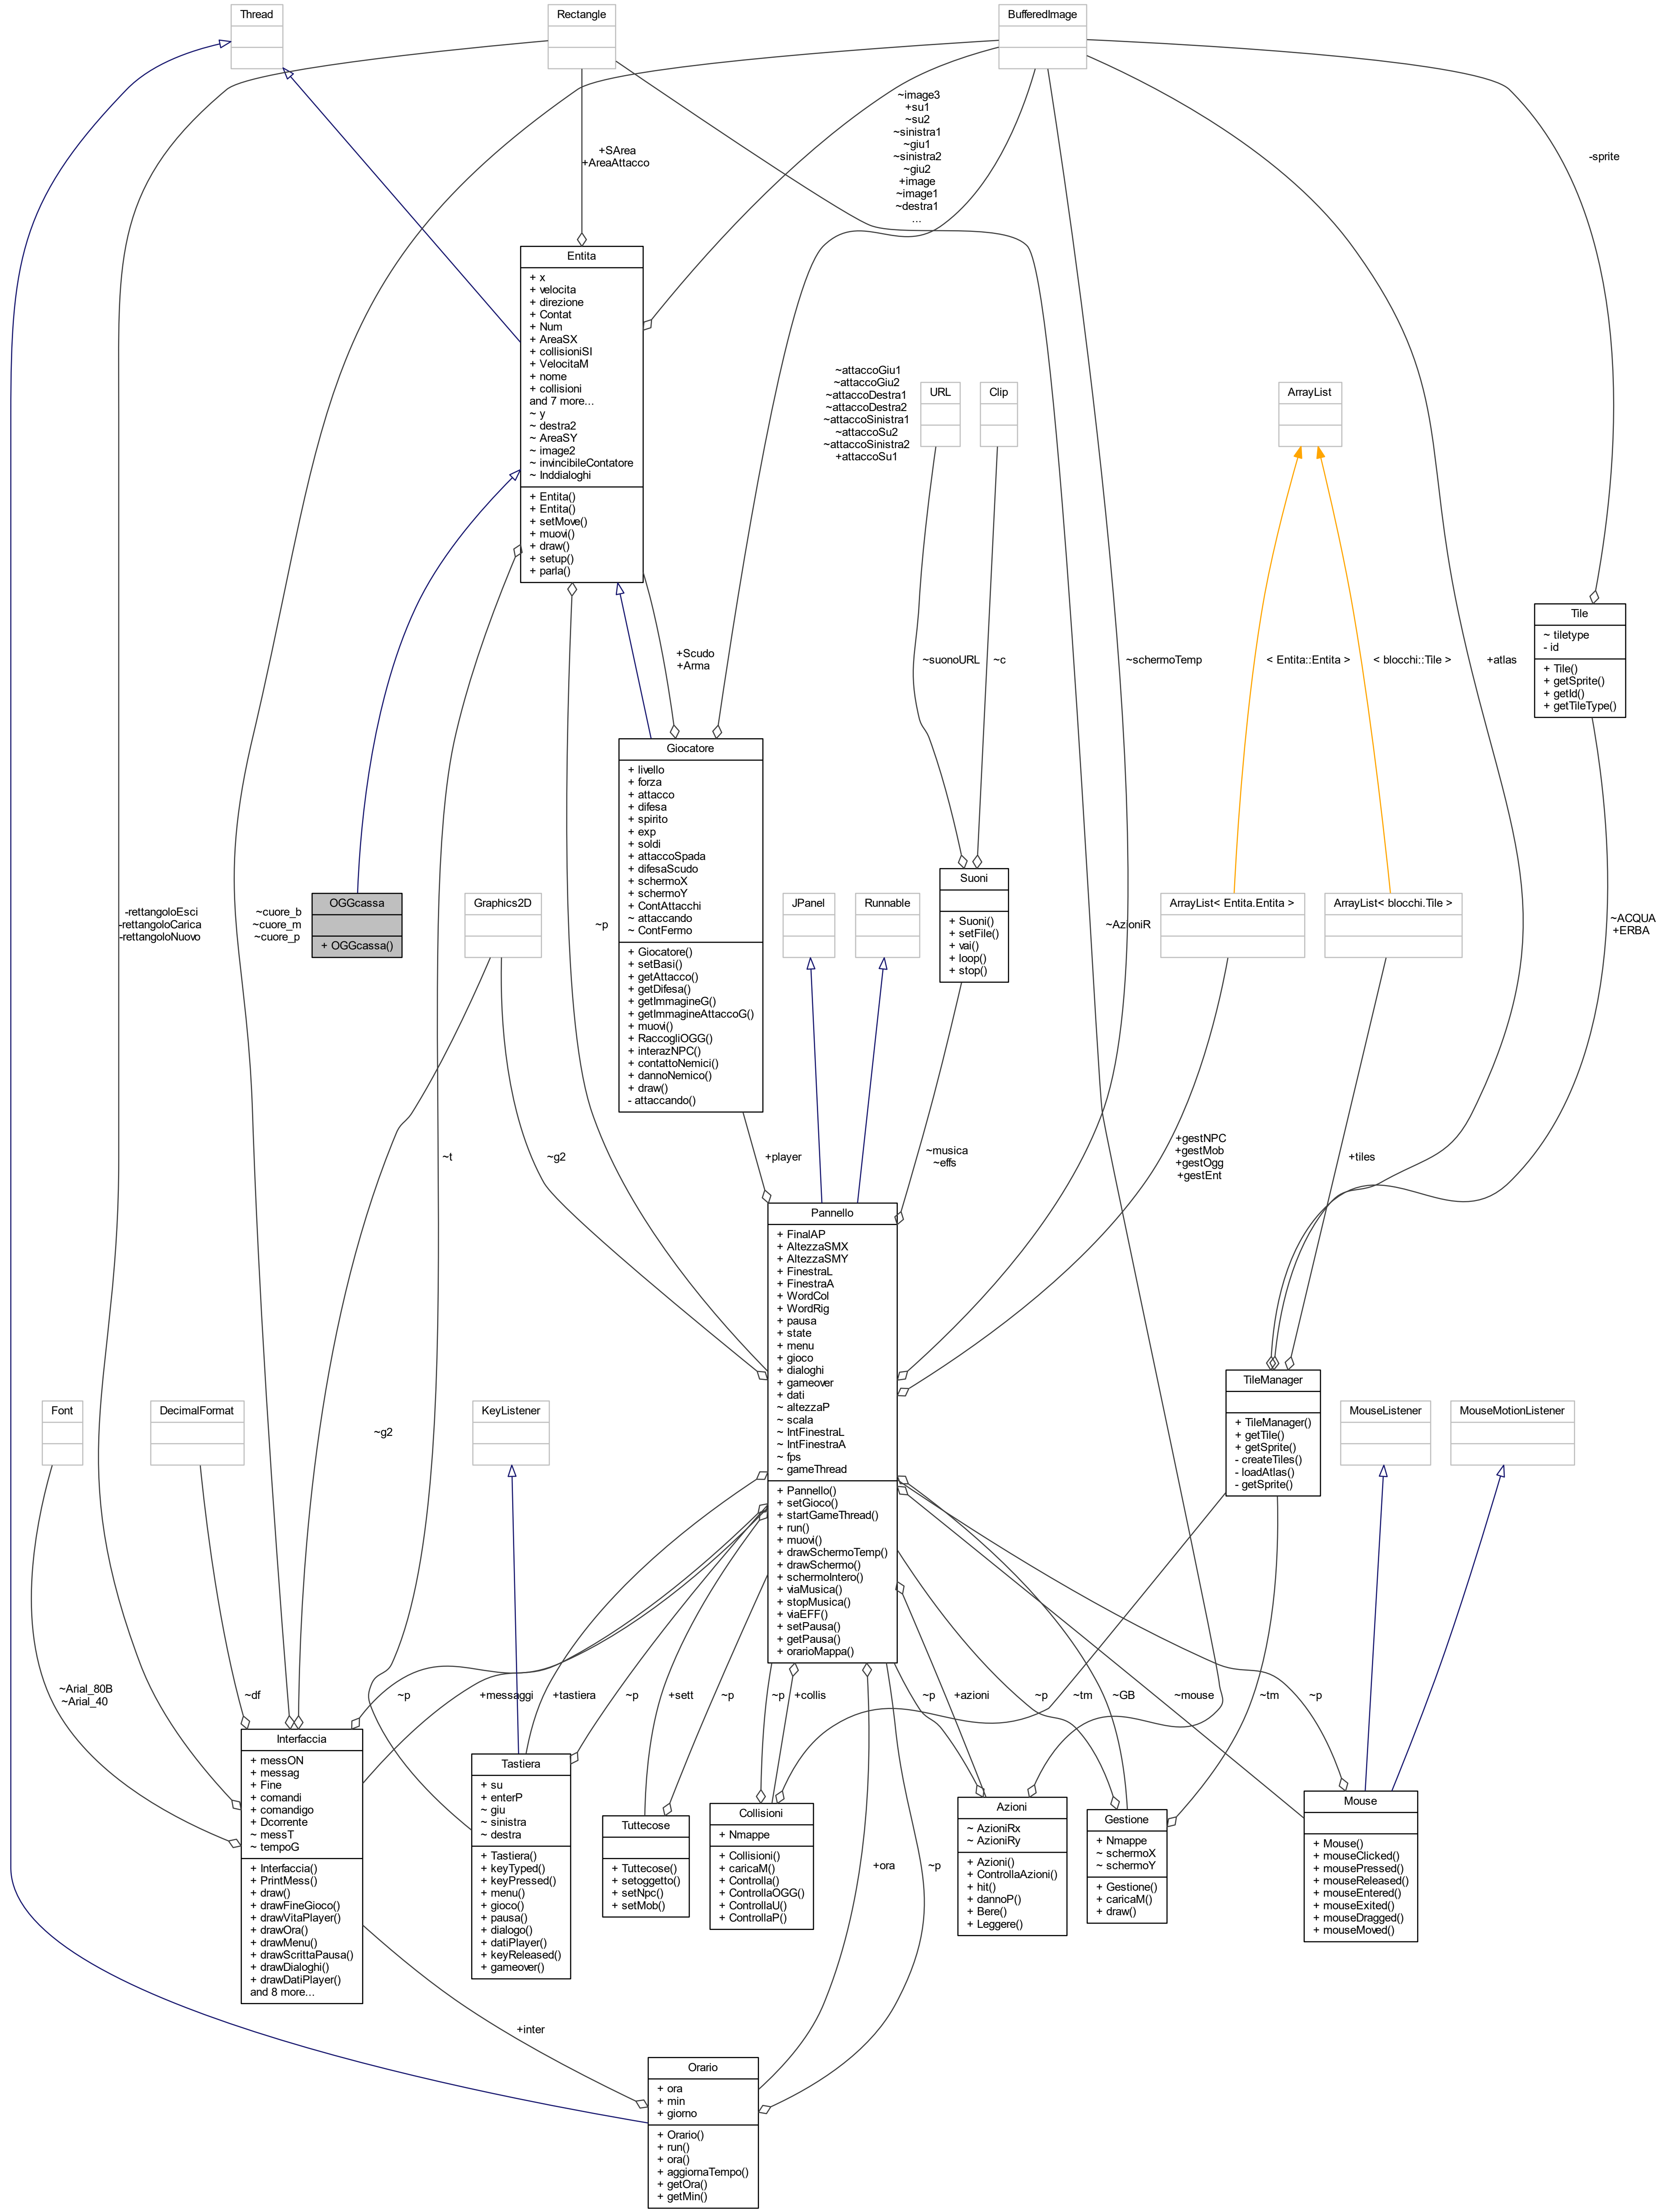 Thread
Rectangle
BufferedImage
~image3
+su1
~su2
~sinistra1
~giu1
~sinistra2
~giu2
+image
~image1
~destra1
...
+SArea
+AreaAttacco
-sprite
Entita
+ x
+ velocita
+ direzione
+ Contat
+ Num
+ AreaSX
+ collisioniSI
+ VelocitaM
+ nome
+ collisioni
and 7 more...
~ y
~ destra2
~ AreaSY
~ image2
~ invincibileContatore
~ Inddialoghi
+ Entita()
+ Entita()
+ setMove()
+ muovi()
+ draw()
+ setup()
+ parla()
~attaccoGiu1
~attaccoGiu2
~attaccoDestra1
~attaccoDestra2
~attaccoSinistra1
~attaccoSu2
~attaccoSinistra2
+attaccoSu1
URL
Clip
ArrayList
Tile
~ tiletype
- id
+ Tile()
+ getSprite()
+ getId()
+ getTileType()
+Scudo
+Arma
~suonoURL
~c
~schermoTemp
< Entita::Entita >
< blocchi::Tile >
+atlas
Giocatore
+ livello
+ forza
+ attacco
+ difesa
+ spirito
+ exp
+ soldi
+ attaccoSpada
+ difesaScudo
+ schermoX
+ schermoY
+ ContAttacchi
~ attaccando
~ ContFermo
+ Giocatore()
+ setBasi()
+ getAttacco()
+ getDifesa()
+ getImmagineG()
+ getImmagineAttaccoG()
+ muovi()
+ RaccogliOGG()
+ interazNPC()
+ contattoNemici()
+ dannoNemico()
+ draw()
- attaccando()
-rettangoloEsci
-rettangoloCarica
-rettangoloNuovo
~cuore_b
~cuore_m
~cuore_p
OGGcassa
+ OGGcassa()
Graphics2D
~p
JPanel
Runnable
Suoni
+ Suoni()
+ setFile()
+ vai()
+ loop()
+ stop()
~AzioniR
ArrayList< Entita.Entita >
ArrayList< blocchi.Tile >
~ACQUA
+ERBA
~t
~g2
+player
~musica
~effs
+gestNPC
+gestMob
+gestOgg
+gestEnt
+tiles
Pannello
+ FinalAP
+ AltezzaSMX
+ AltezzaSMY
+ FinestraL
+ FinestraA
+ WordCol
+ WordRig
+ pausa
+ state
+ menu
+ gioco
+ dialoghi
+ gameover
+ dati
~ altezzaP
~ scala
~ IntFinestraL
~ IntFinestraA
~ fps
~ gameThread
+ Pannello()
+ setGioco()
+ startGameThread()
+ run()
+ muovi()
+ drawSchermoTemp()
+ drawSchermo()
+ schermoIntero()
+ viaMusica()
+ stopMusica()
+ viaEFF()
+ setPausa()
+ getPausa()
+ orarioMappa()
TileManager
+ TileManager()
+ getTile()
+ getSprite()
- createTiles()
- loadAtlas()
- getSprite()
Font
DecimalFormat
~g2
KeyListener
MouseListener
MouseMotionListener
~Arial_80B
~Arial_40
~df
~p
+messaggi
+tastiera
~p
+sett
~p
~p
+collis
~p
+azioni
~p
~tm
~GB
~mouse
~tm
~p
Interfaccia
+ messON
+ messag
+ Fine
+ comandi
+ comandigo
+ Dcorrente
~ messT
~ tempoG
+ Interfaccia()
+ PrintMess()
+ draw()
+ drawFineGioco()
+ drawVitaPlayer()
+ drawOra()
+ drawMenu()
+ drawScrittaPausa()
+ drawDialoghi()
+ drawDatiPlayer()
and 8 more...
Tastiera
+ su
+ enterP
~ giu
~ sinistra
~ destra
+ Tastiera()
+ keyTyped()
+ keyPressed()
+ menu()
+ gioco()
+ pausa()
+ dialogo()
+ datiPlayer()
+ keyReleased()
+ gameover()
Tuttecose
+ Tuttecose()
+ setoggetto()
+ setNpc()
+ setMob()
Collisioni
+ Nmappe
+ Collisioni()
+ caricaM()
+ Controlla()
+ ControllaOGG()
+ ControllaU()
+ ControllaP()
Azioni
~ AzioniRx
~ AzioniRy
+ Azioni()
+ ControllaAzioni()
+ hit()
+ dannoP()
+ Bere()
+ Leggere()
Gestione
+ Nmappe
~ schermoX
~ schermoY
+ Gestione()
+ caricaM()
+ draw()
Mouse
+ Mouse()
+ mouseClicked()
+ mousePressed()
+ mouseReleased()
+ mouseEntered()
+ mouseExited()
+ mouseDragged()
+ mouseMoved()
+ora
~p
+inter
Orario
+ ora
+ min
+ giorno
+ Orario()
+ run()
+ ora()
+ aggiornaTempo()
+ getOra()
+ getMin()